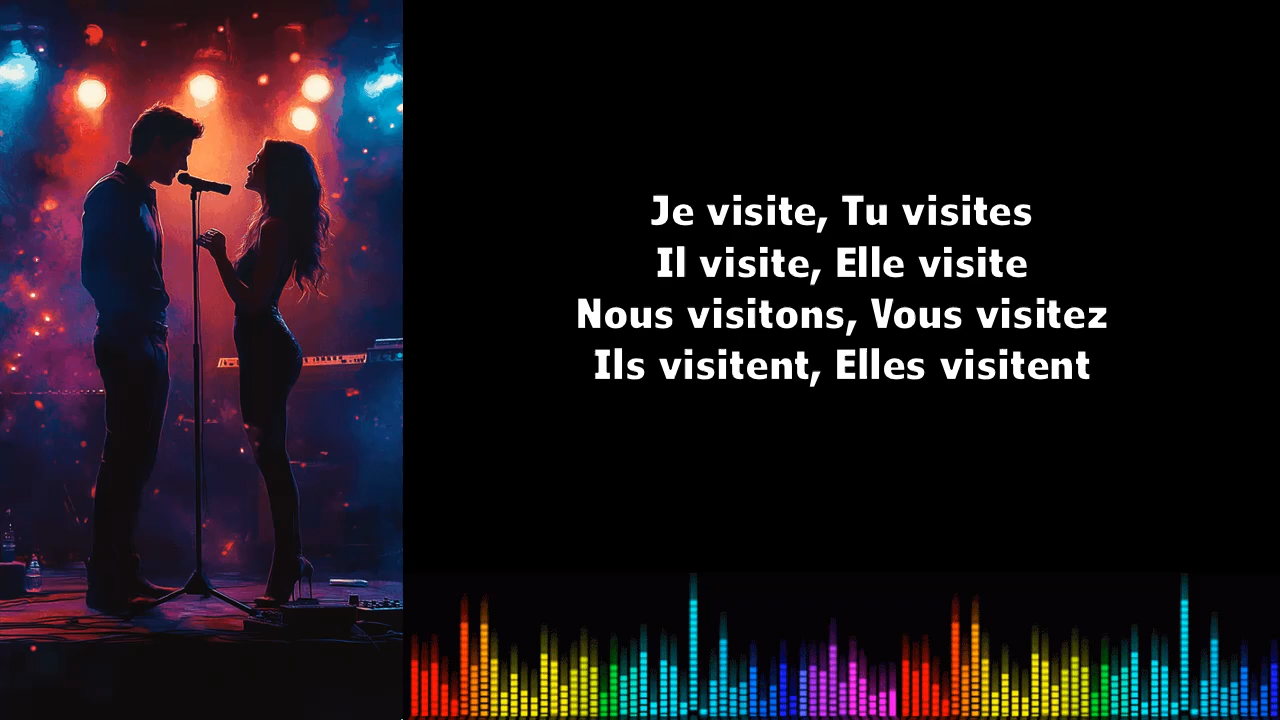 Je visite, Tu visites
Il visite, Elle visite
Nous visitons, Vous visitez
Ils visitent, Elles visitent